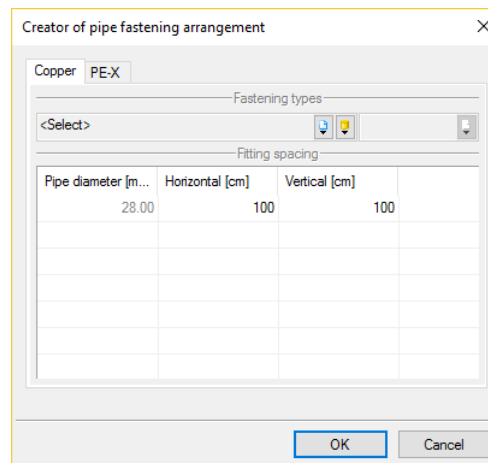 Creator of pipe fastening arrangement
Copper PE-X
Fastening types
<Select>
Fitting spacing
Pipe diameter [m... Horizontal [cm] Vertical [cm]
28.00 100 100
OK Cancel